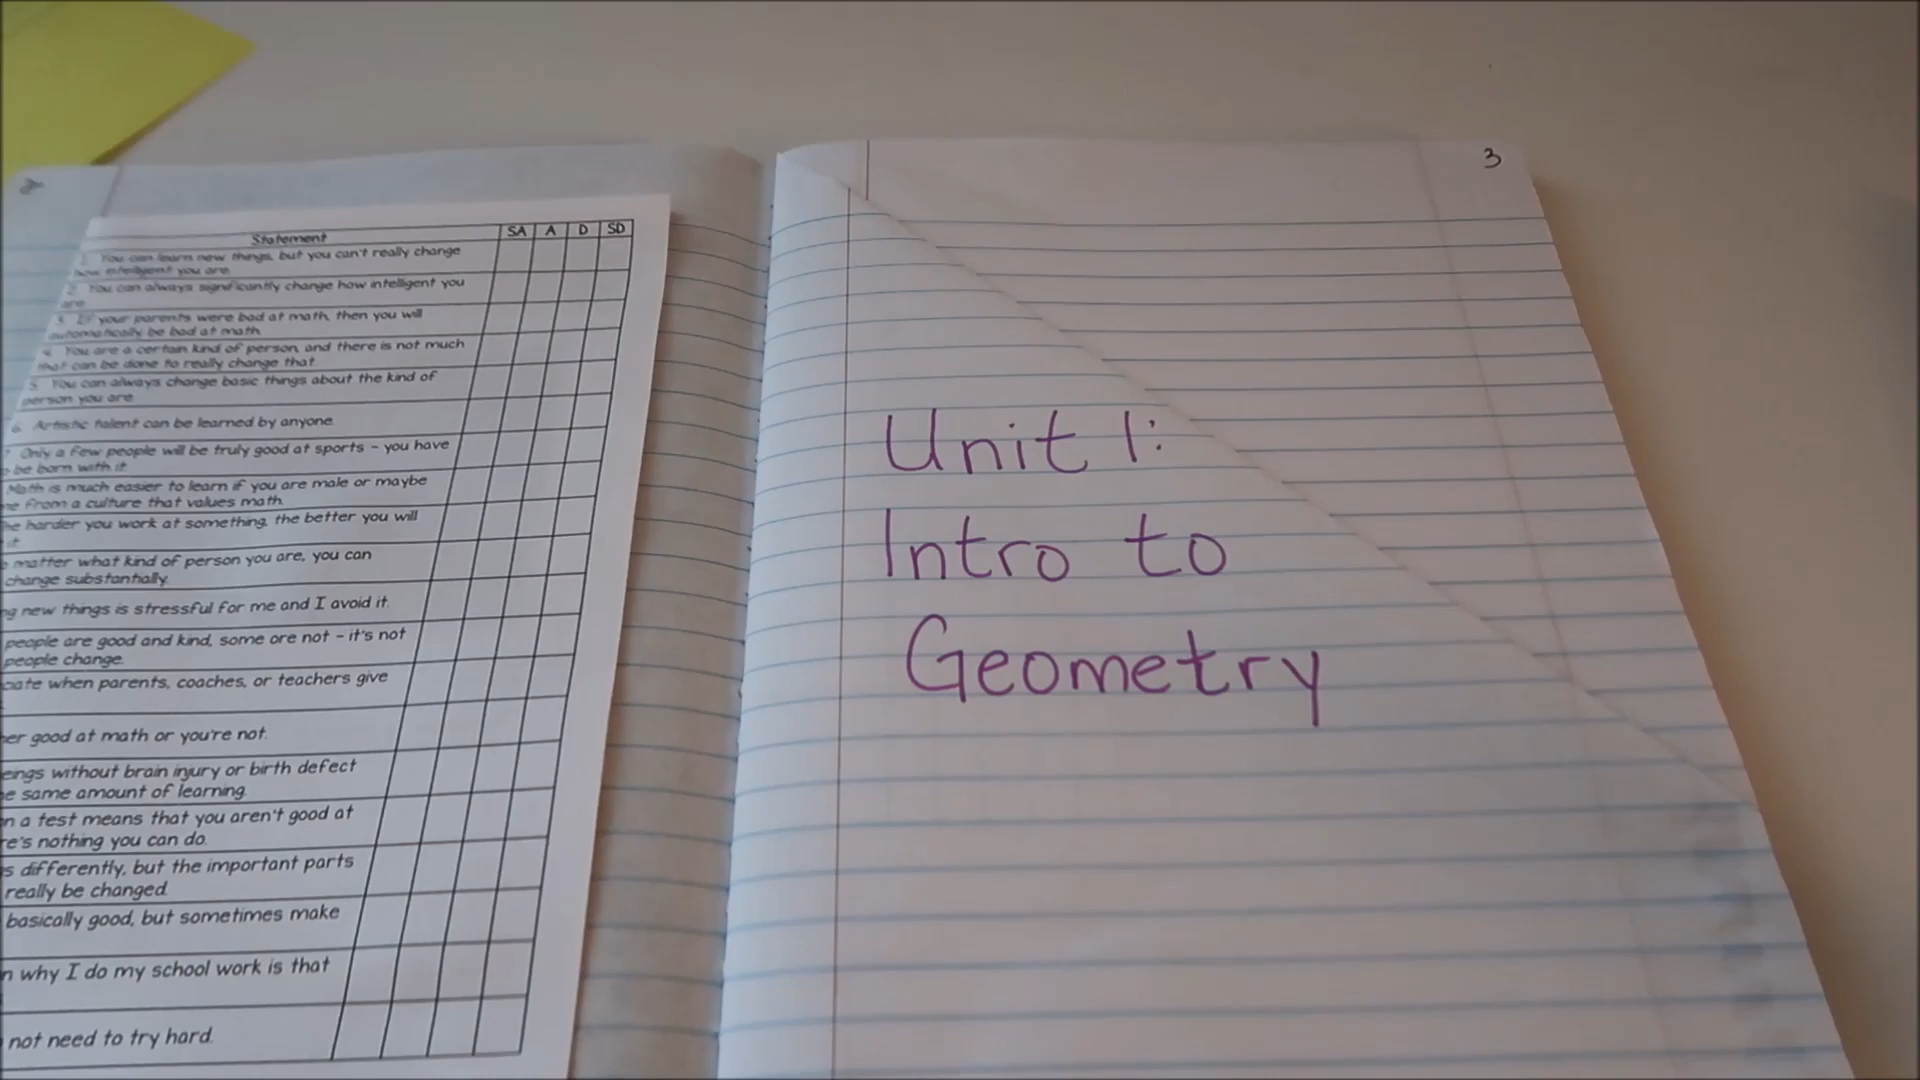 2
Statement SA A D SD
1. You can learn new things, but you can't really change
how intelligent you are.
2. You can always significantly change how intelligent you
are.
3. If your parents were bad at math, then you will
automatically be bad at math.
4. You are a certain kind of person, and there is not much
that can be done to really change that.
5. You can always change basic things about the kind of
person you are.
6. Artistic talent can be learned by anyone.
7. Only a few people will be truly good at sports – you have
be born with it.
Math is much easier to learn if you are male or maybe
from a culture that values math.
harder you work at something, the better you will
it.
matter what kind of person you are, you can
change substantially.
new things is stressful for me and I avoid it.
people are good and kind, some are not – it's not
people change.
when parents, coaches, or teachers give
good at math or you're not.
without brain injury or birth defect
same amount of learning.
a test means that you aren't good at
nothing you can do.
differently, but the important parts
really be changed.
basically good, but sometimes make
why I do my school work is that
not need to try hard.
3
Unit 1:
Intro to
Geometry